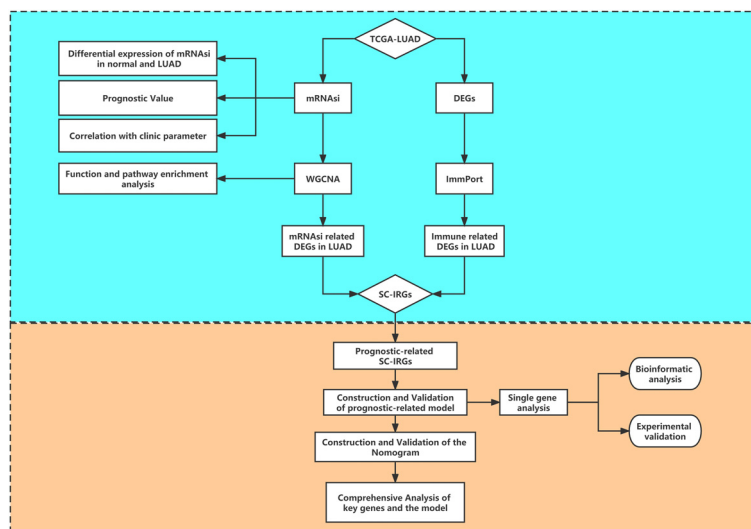 TCGA-LUAD
Differential expression of mRNAsi
in normal and LUAD
Prognostic Value
Correlation with clinic parameter
mRNAsi
DEGs
Function and pathway enrichment
analysis
WGCNA
ImmPort
mRNAsi related
DEGs in LUAD
Immune related
DEGs in LUAD
SC-IRGs
Prognostic-related
SC-IRGs
Construction and Validation
of prognostic-related model
Single gene
analysis
Bioinformatic
analysis
Experimental
validation
Construction and Validation of the
Nomogram
Comprehensive Analysis of
key genes and the model